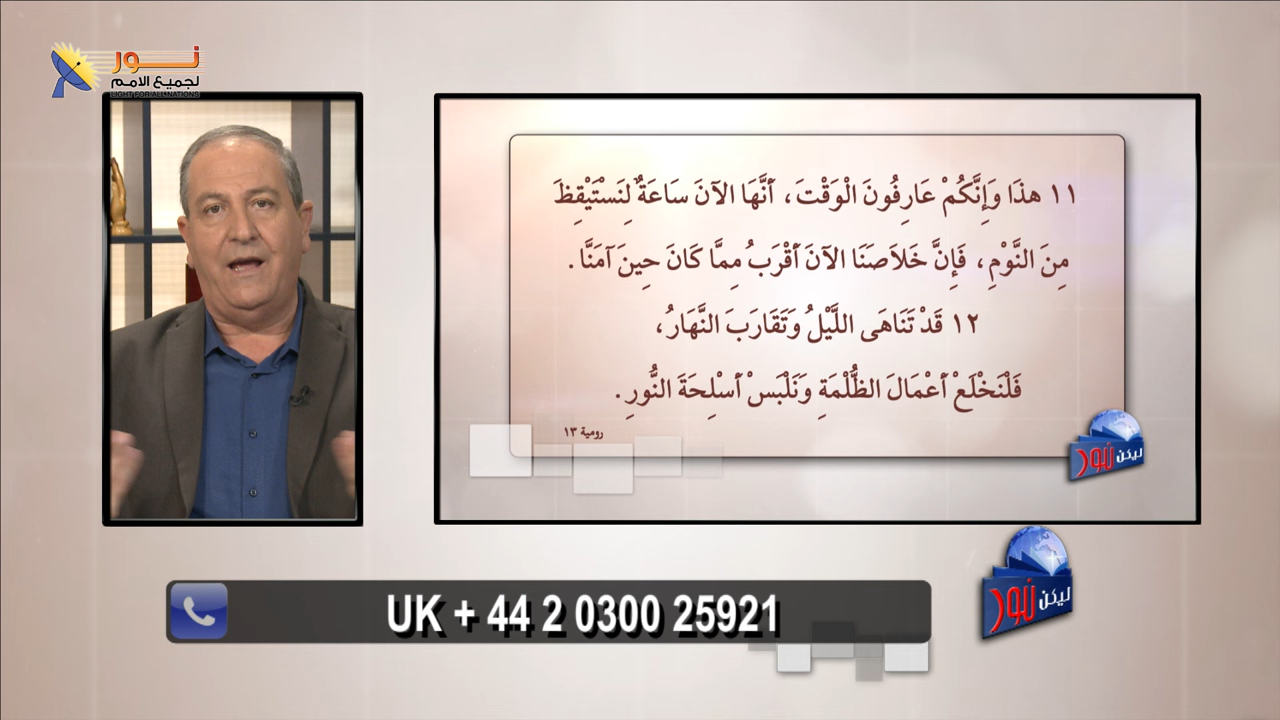 نــور
لجميع الامم
LIGHT FOR ALL NATIONS
١١ هذَا وَإِنَّكُمْ عَارِفُونَ الْوَقْتَ، أَنَّهَا الآنَ سَاعَةٌ لِنَسْتَيْقِظَ
مِنَ النَّوْمِ، فَإِنَّ خَلاَصَنَا الآنَ أَقْرَبُ مِمَّا كَانَ حِينَ آمَنَّا.
١٢ قَدْ تَنَاهَى اللَّيْلُ وَتَقَارَبَ النَّهَارُ،
فَلْنَخْلَعْ أَعْمَالَ الظُّلْمَةِ وَنَلْبَسْ أَسْلِحَةَ النُّورِ.
رومية ١٣
ليكن نور
ليكن نور
UK + 44 2 0300 25921